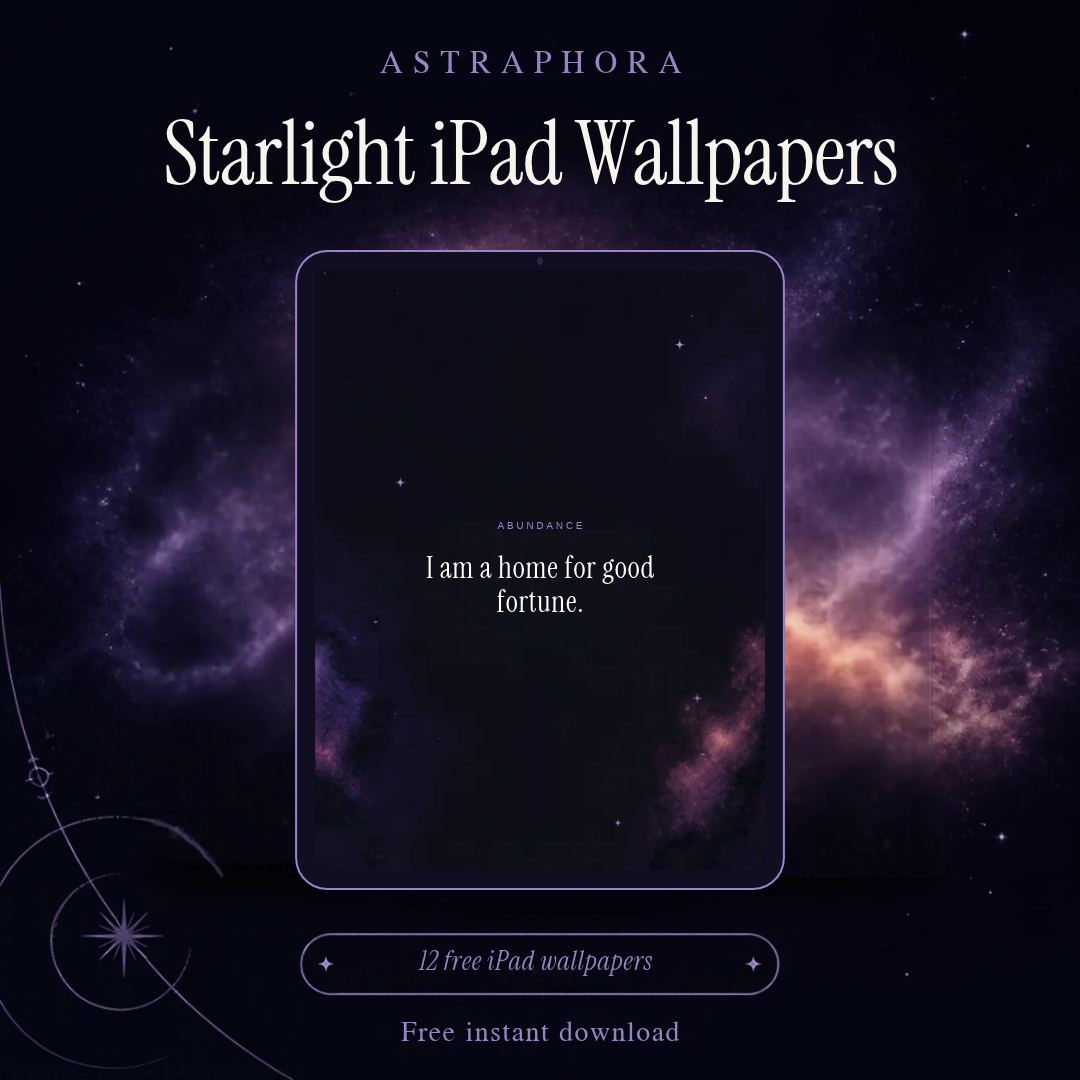 ASTRAPHORA
Starlight iPad Wallpapers
ABUNDANCE
I am a home for good
fortune.
12 free iPad wallpapers
Free instant download